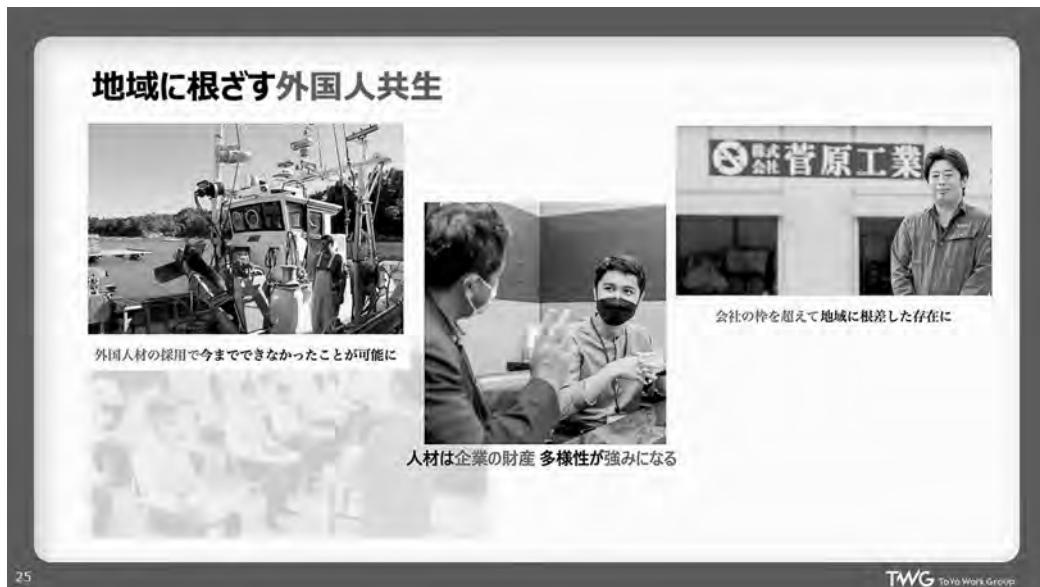 地域に根ざす外国人共生
株式会社 菅原工業
会社の枠を超えて地域に根差した存在に
外国人材の採用で今までできなかったことが可能に
人材は企業の財産 多様性が強みになる
25
TWG ToYo Work Group